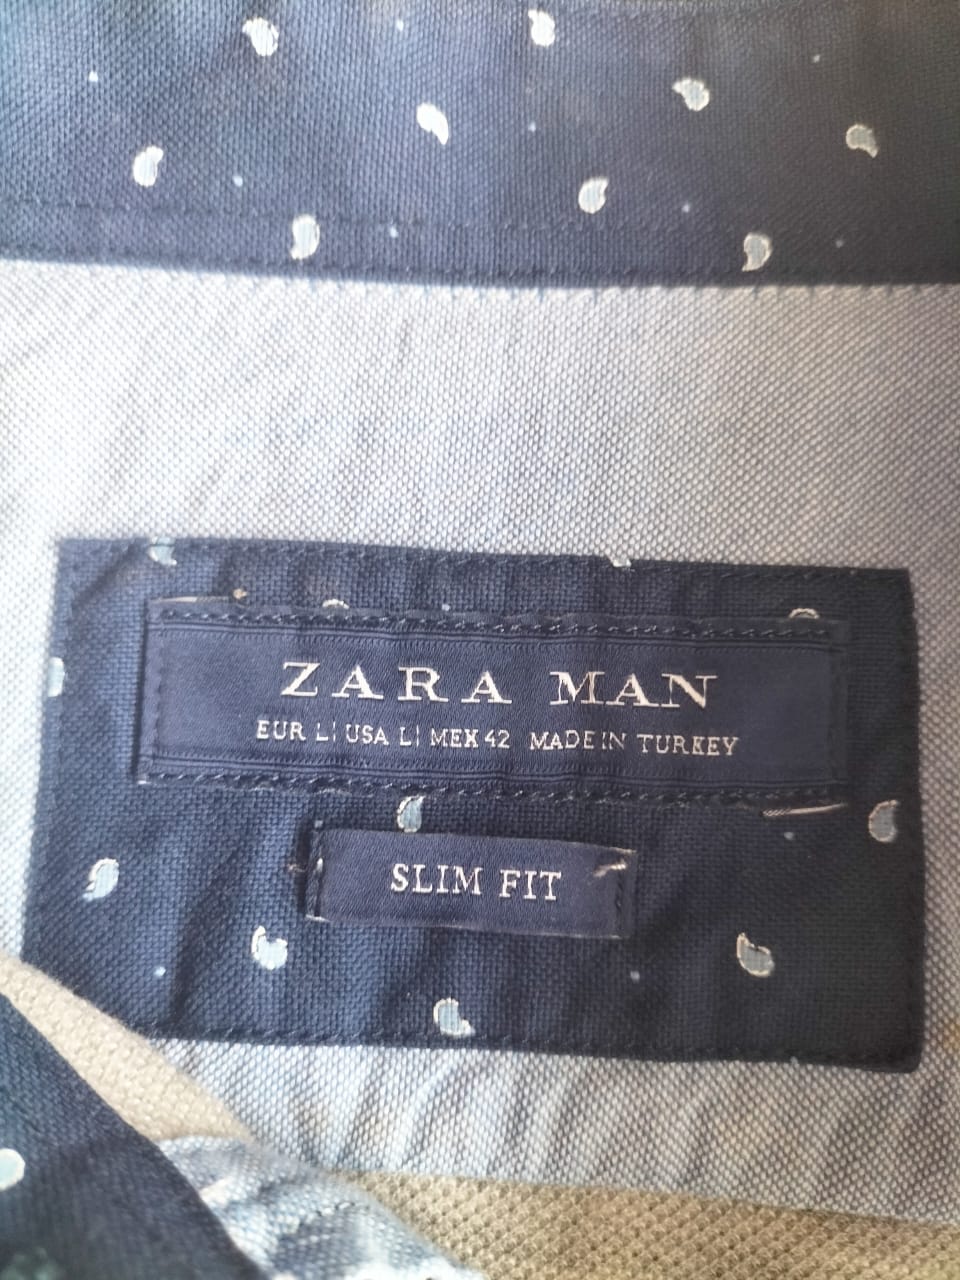 ZARA MAN
EUR L| USA L| MEX 42 MADE IN TURKEY
SLIM FIT